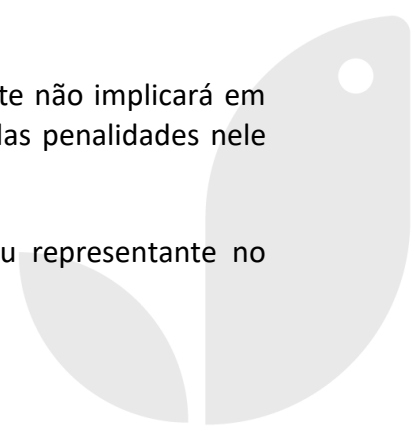 te não implicará em
las penalidades nele
u representante no